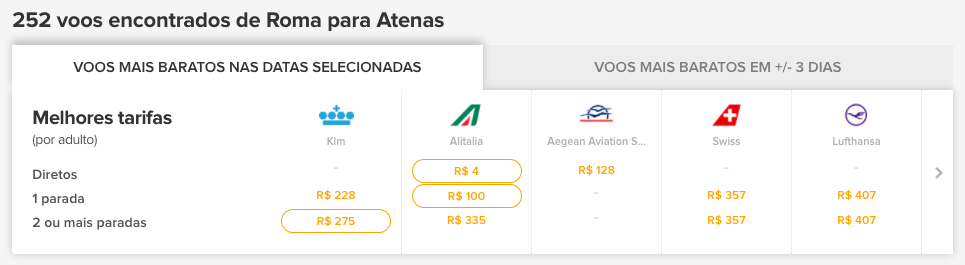 252 voos encontrados de Roma para Atenas
VOOS MAIS BARATOS NAS DATAS SELECIONADAS
VOOS MAIS BARATOS EM +/- 3 DIAS
Melhores tarifas
(por adulto)
Klm
Alitalia
Aegean Aviation S...
Swiss
Lufthansa
Diretos - R$ 4 R$ 128 - -
1 parada R$ 228 R$ 100 - R$ 357 R$ 407
2 ou mais paradas R$ 275 R$ 335 - R$ 357 R$ 407